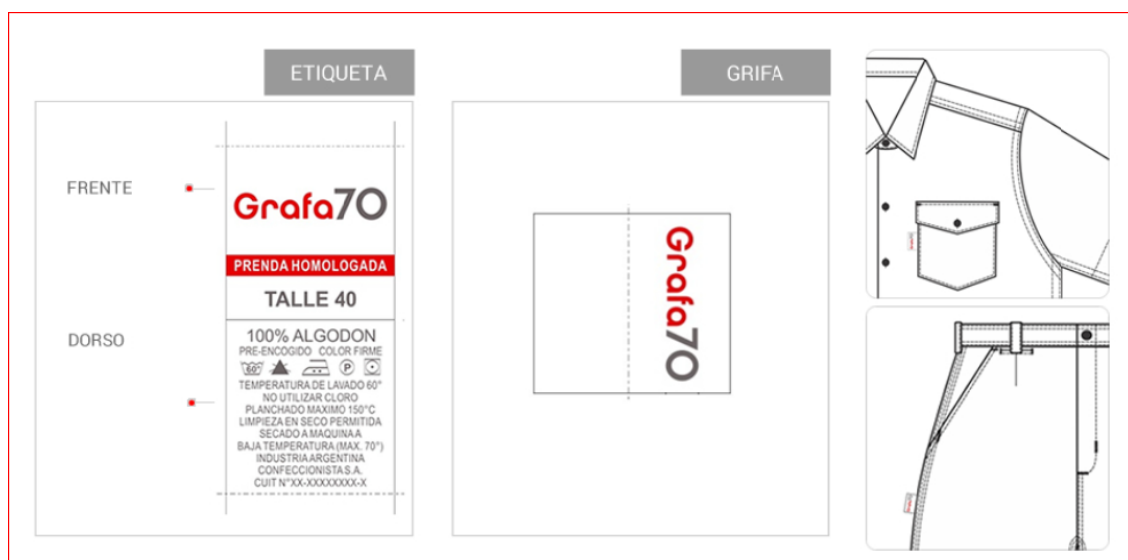 ETIQUETA
FRENTE
Grafa70
PRENDA HOMOLOGADA
TALLE 40
DORSO
100% ALGODON
PRE-ENCOGIDO COLOR FIRME
60° P
TEMPERATURA DE LAVADO 60°
NO UTILIZAR CLORO
PLANCHADO MAXIMO 150°C
LIMPIEZA EN SECO PERMITIDA
SECADO A MAQUINA A
BAJA TEMPERATURA (MAX. 70°)
INDUSTRIA ARGENTINA
CONFECCIONISTA S.A.
CUIT N°XX-XXXXXXXX-X
GRIFA
Grafa70